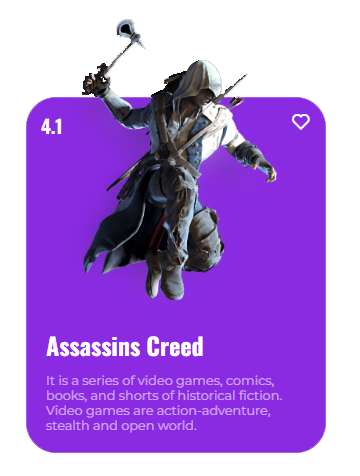 4.1
Assassins Creed
It is a series of video games, comics,
books, and shorts of historical fiction.
Video games are action-adventure,
stealth and open world.